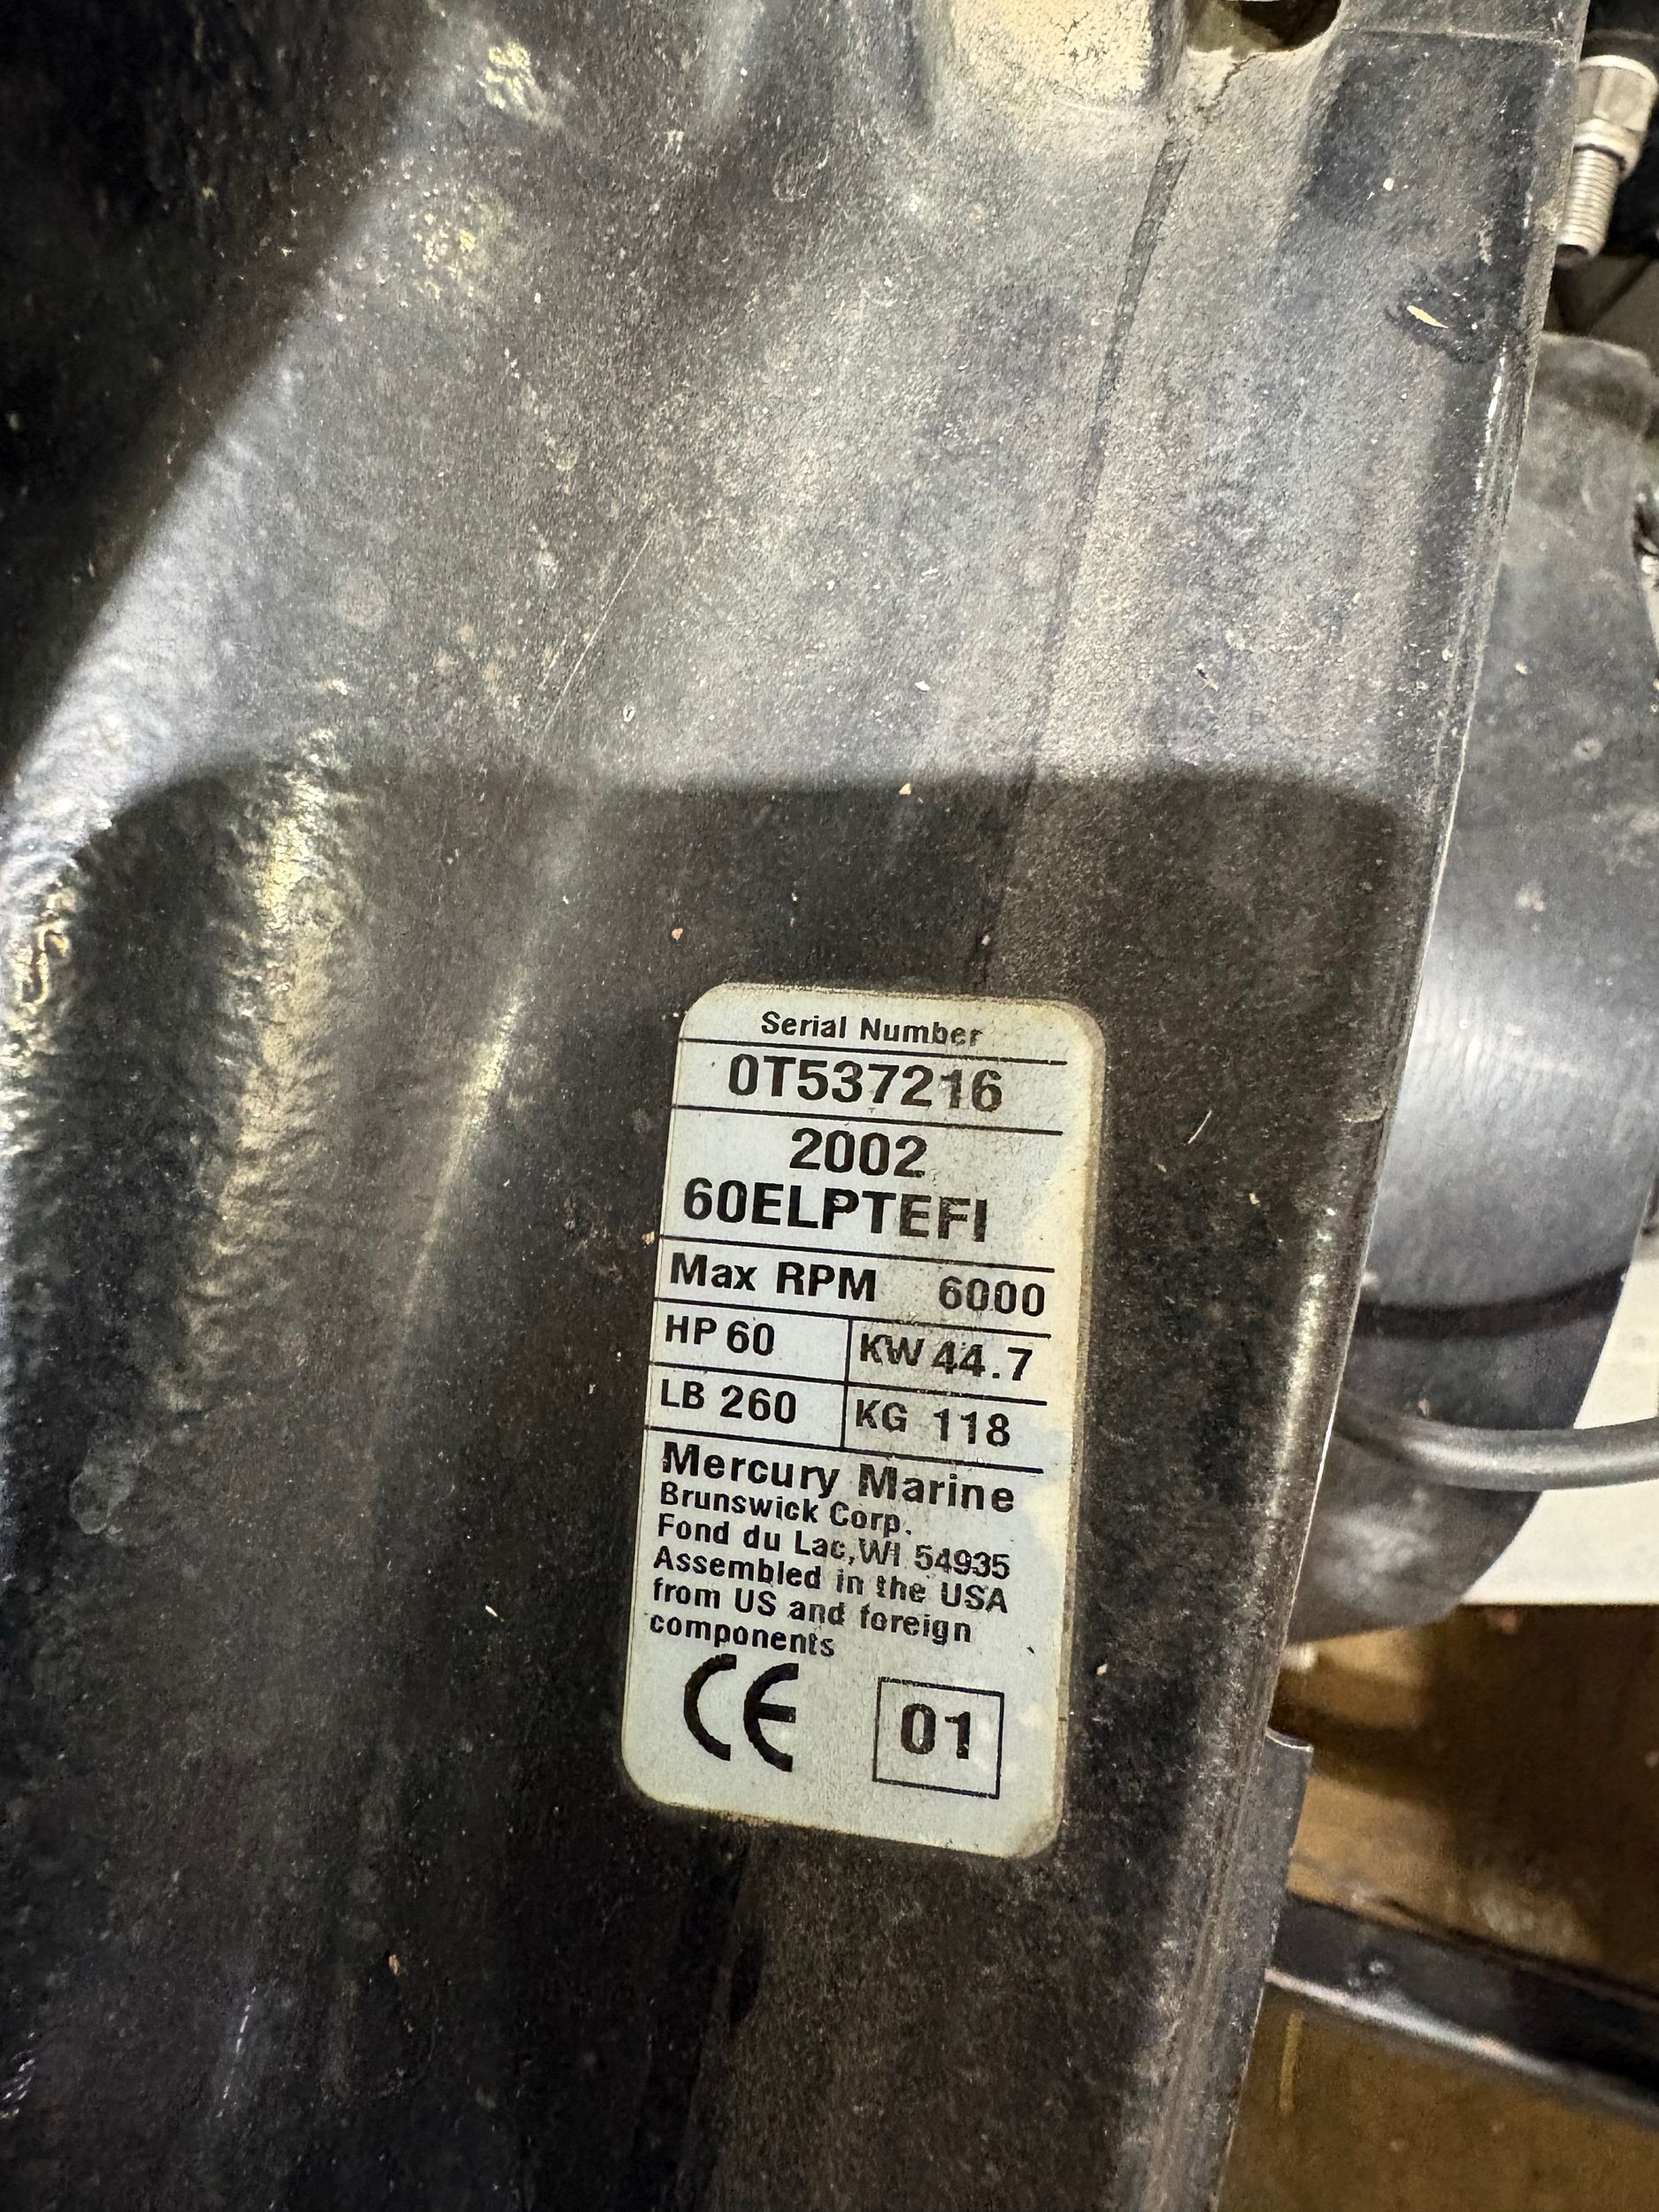 Serial Number
0T537216
2002
60ELPTEFI
Max RPM 6000
HP 60 KW 44.7
LB 260 KG 118
Mercury Marine
Brunswick Corp.
Fond du Lac,WI 54935
Assembled in the USA
from US and foreign
components
CE 01